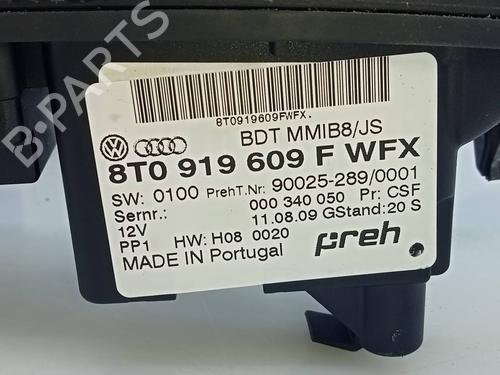 B-PARTS
8T0919609FWFX.
BDT MMIB8/JS
8T0 919 609 F WFX
SW: 0100 PrehT.Nr: 90025-289/0001
Sernr.: 000 340 050 Pr: CSF
12V 11.08.09 GStand: 20 S
PP1 HW: H08 0020
MADE IN Portugal preh